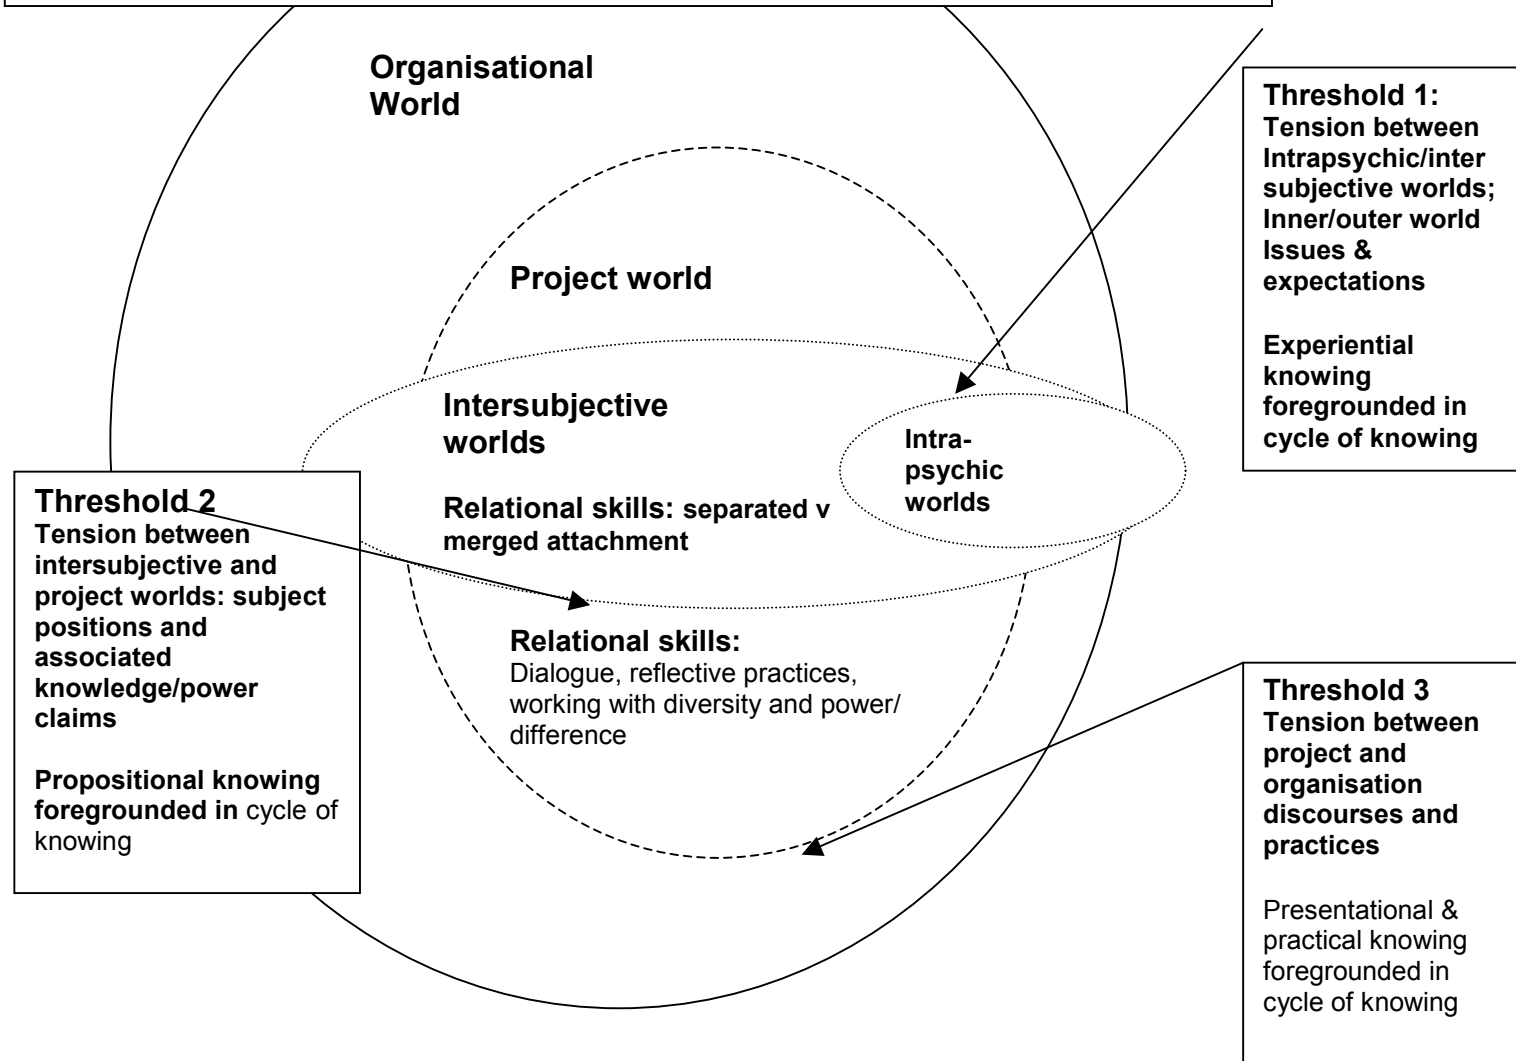 Organisational
World
Threshold 1:
Tension between
Intrapsychic/inter
subjective worlds;
Inner/outer world
Issues &
expectations
Experiential
knowing
foregrounded in
cycle of knowing
Project world
Intersubjective
worlds
Relational skills: separated v
merged attachment
Intra-
psychic
worlds
Threshold 2
Tension between
intersubjective and
project worlds: subject
positions and
associated
knowledge/power
claims
Propositional knowing
foregrounded in cycle of
knowing
Relational skills:
Dialogue, reflective practices,
working with diversity and power/
difference
Threshold 3
Tension between
project and
organisation
discourses and
practices
Presentational &
practical knowing
foregrounded in
cycle of knowing